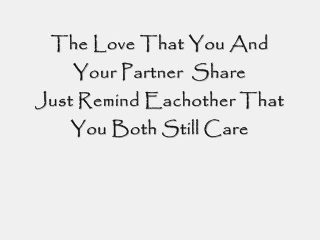 The Love That You And
Your Partner Share
Just Remind Eachother That
You Both Still Care